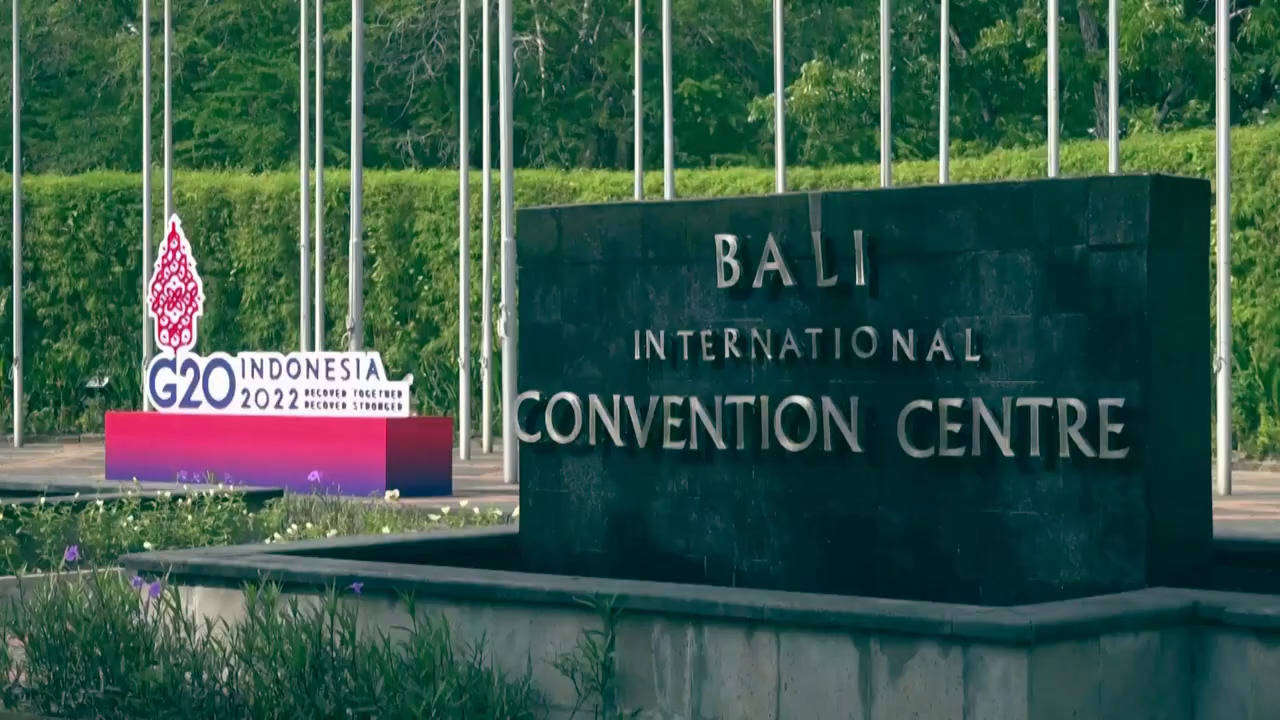 G20
INDONESIA
2022
RECOVER TOGETHER
RECOVER STRONGER
BALI
INTERNATIONAL
CONVENTION CENTRE